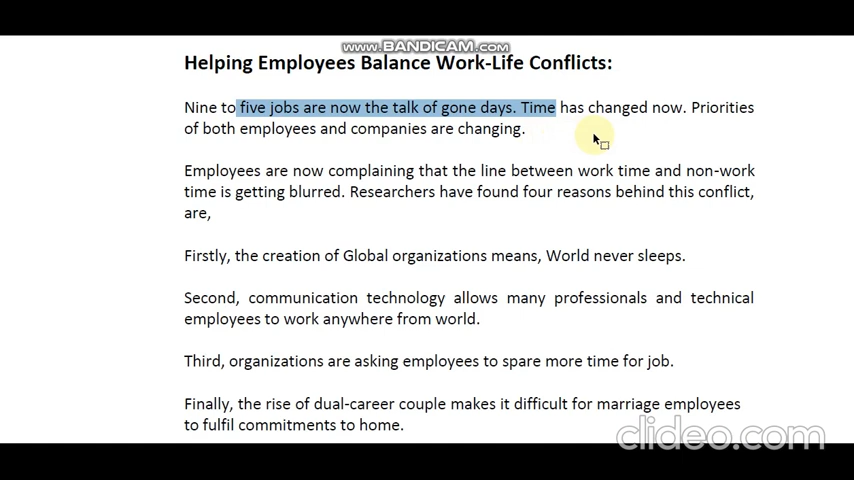 www.BANDICAM.com
Helping Employees Balance Work-Life Conflicts:
Nine to five jobs are now the talk of gone days. Time has changed now. Priorities
of both employees and companies are changing.
Employees are now complaining that the line between work time and non-work
time is getting blurred. Researchers have found four reasons behind this conflict,
are,
Firstly, the creation of Global organizations means, World never sleeps.
Second, communication technology allows many professionals and technical
employees to work anywhere from world.
Third, organizations are asking employees to spare more time for job.
Finally, the rise of dual-career couple makes it difficult for marriage employees
to fulfil commitments to home.
clideo.com